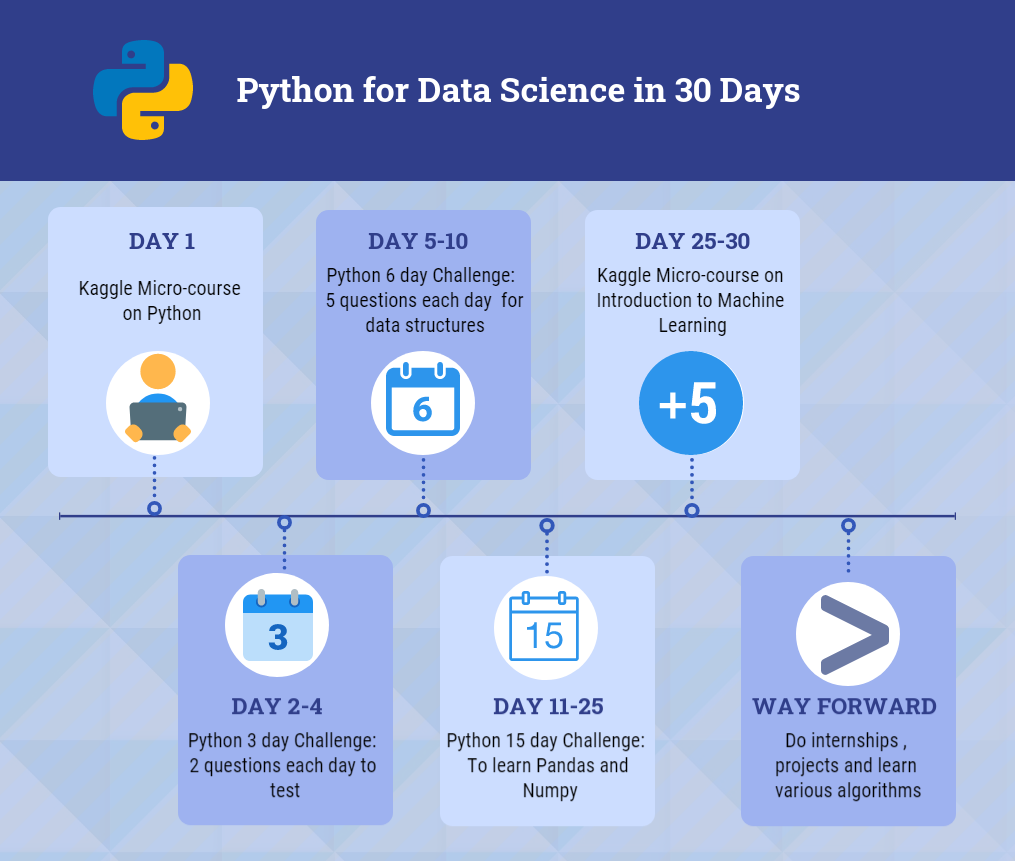 Python for Data Science in 30 Days
DAY 1
Kaggle Micro-course
on Python
DAY 2-4
3
Python 3 day Challenge:
2 questions each day to
test
DAY 5-10
Python 6 day Challenge:
5 questions each day for
data structures
6
15
DAY 11-25
Python 15 day Challenge:
To learn Pandas and
Numpy
DAY 25-30
Kaggle Micro-course on
Introduction to Machine
Learning
+5
WAY FORWARD
Do internships ,
projects and learn
various algorithms